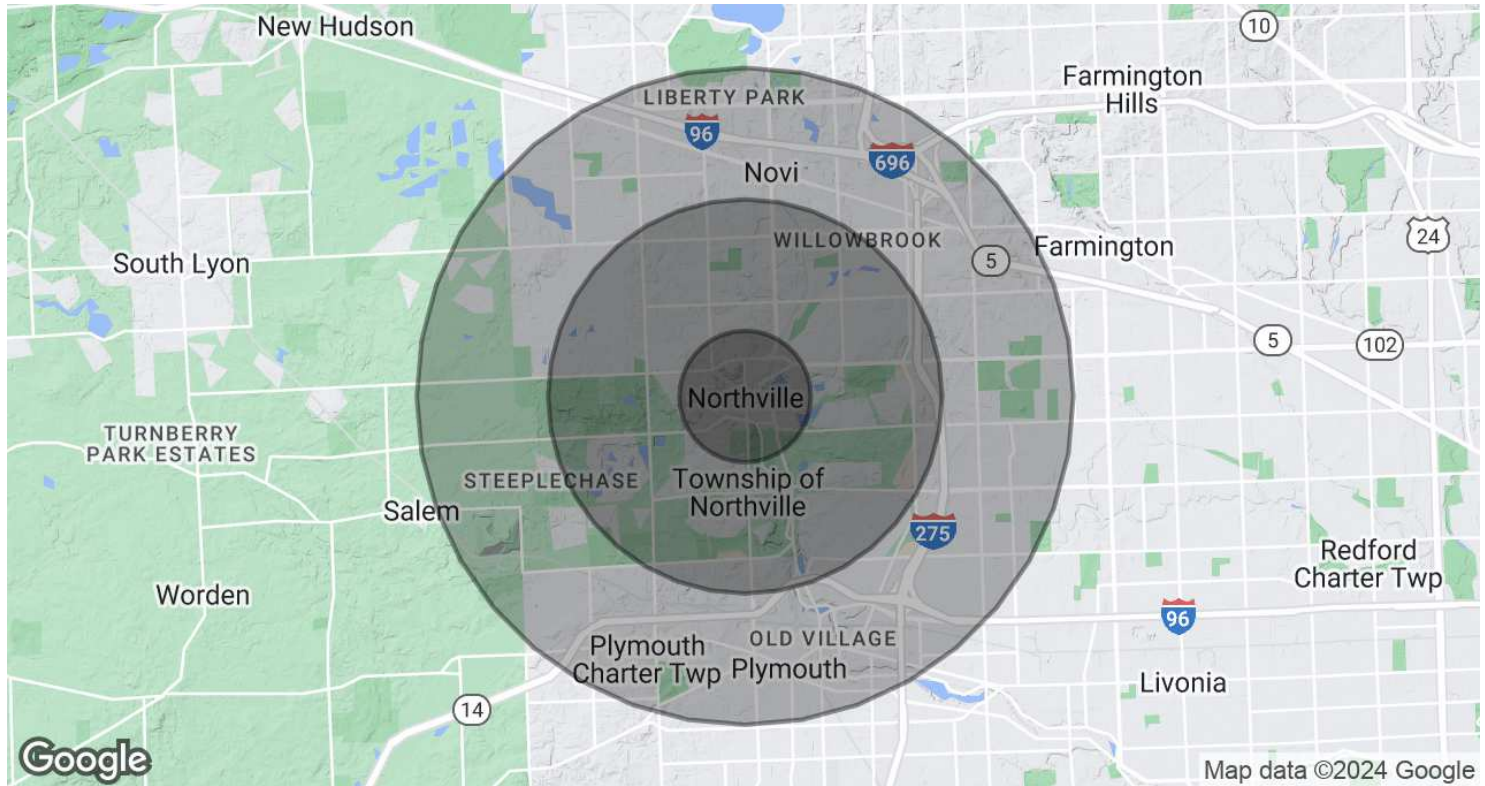 New Hudson
10
Farmington
Hills
LIBERTY PARK
96
696
Novi
24
WILLOWBROOK
Farmington
South Lyon
5
5
102
Northville
TURNBERRY
PARK ESTATES
STEEPLECHASE
Township of
Northville
Salem
275
Redford
Charter Twp
Worden
96
OLD VILLAGE
Plymouth
Charter Twp
Plymouth
Livonia
14
Google
Map data ©2024 Google